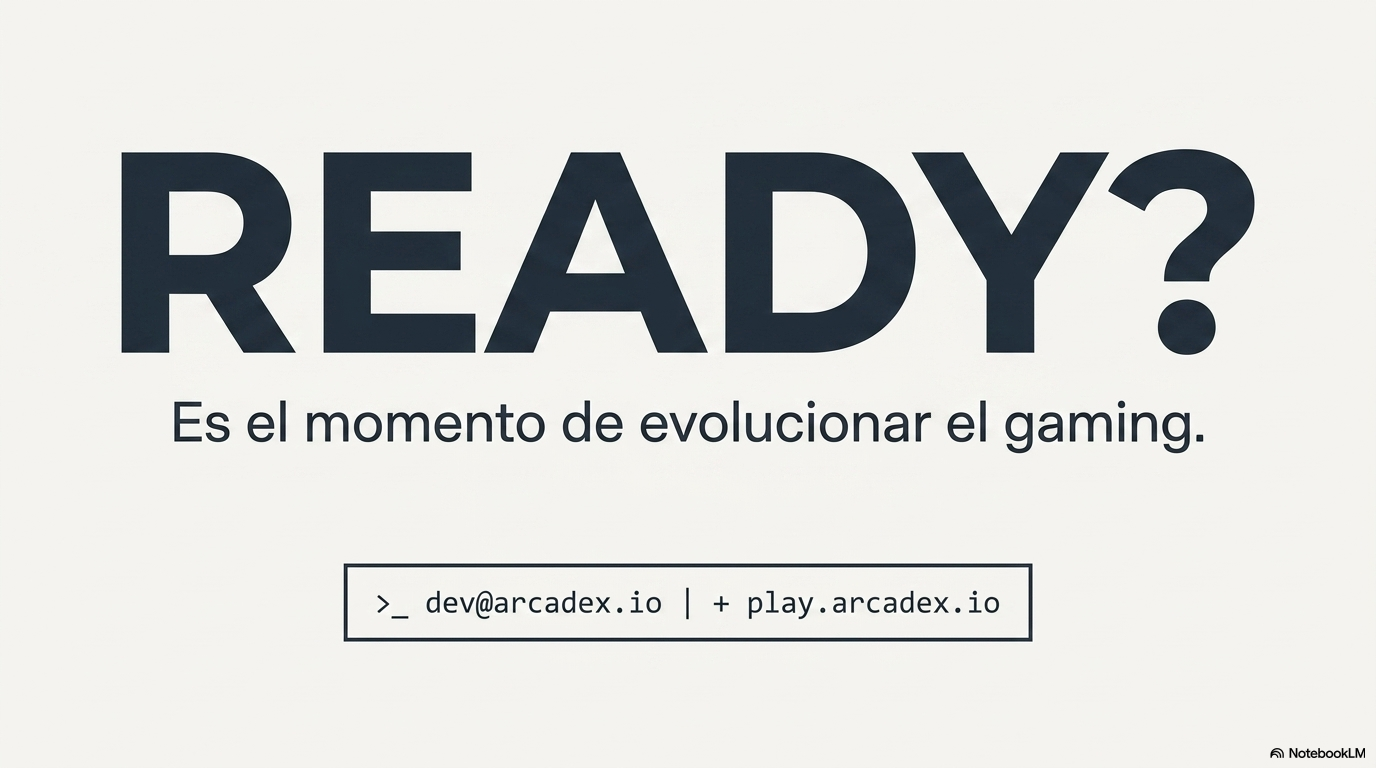 READY?
Es el momento de evolucionar el gaming.
>_ dev@arcadex.io | + play.arcadex.io
NotebookLM